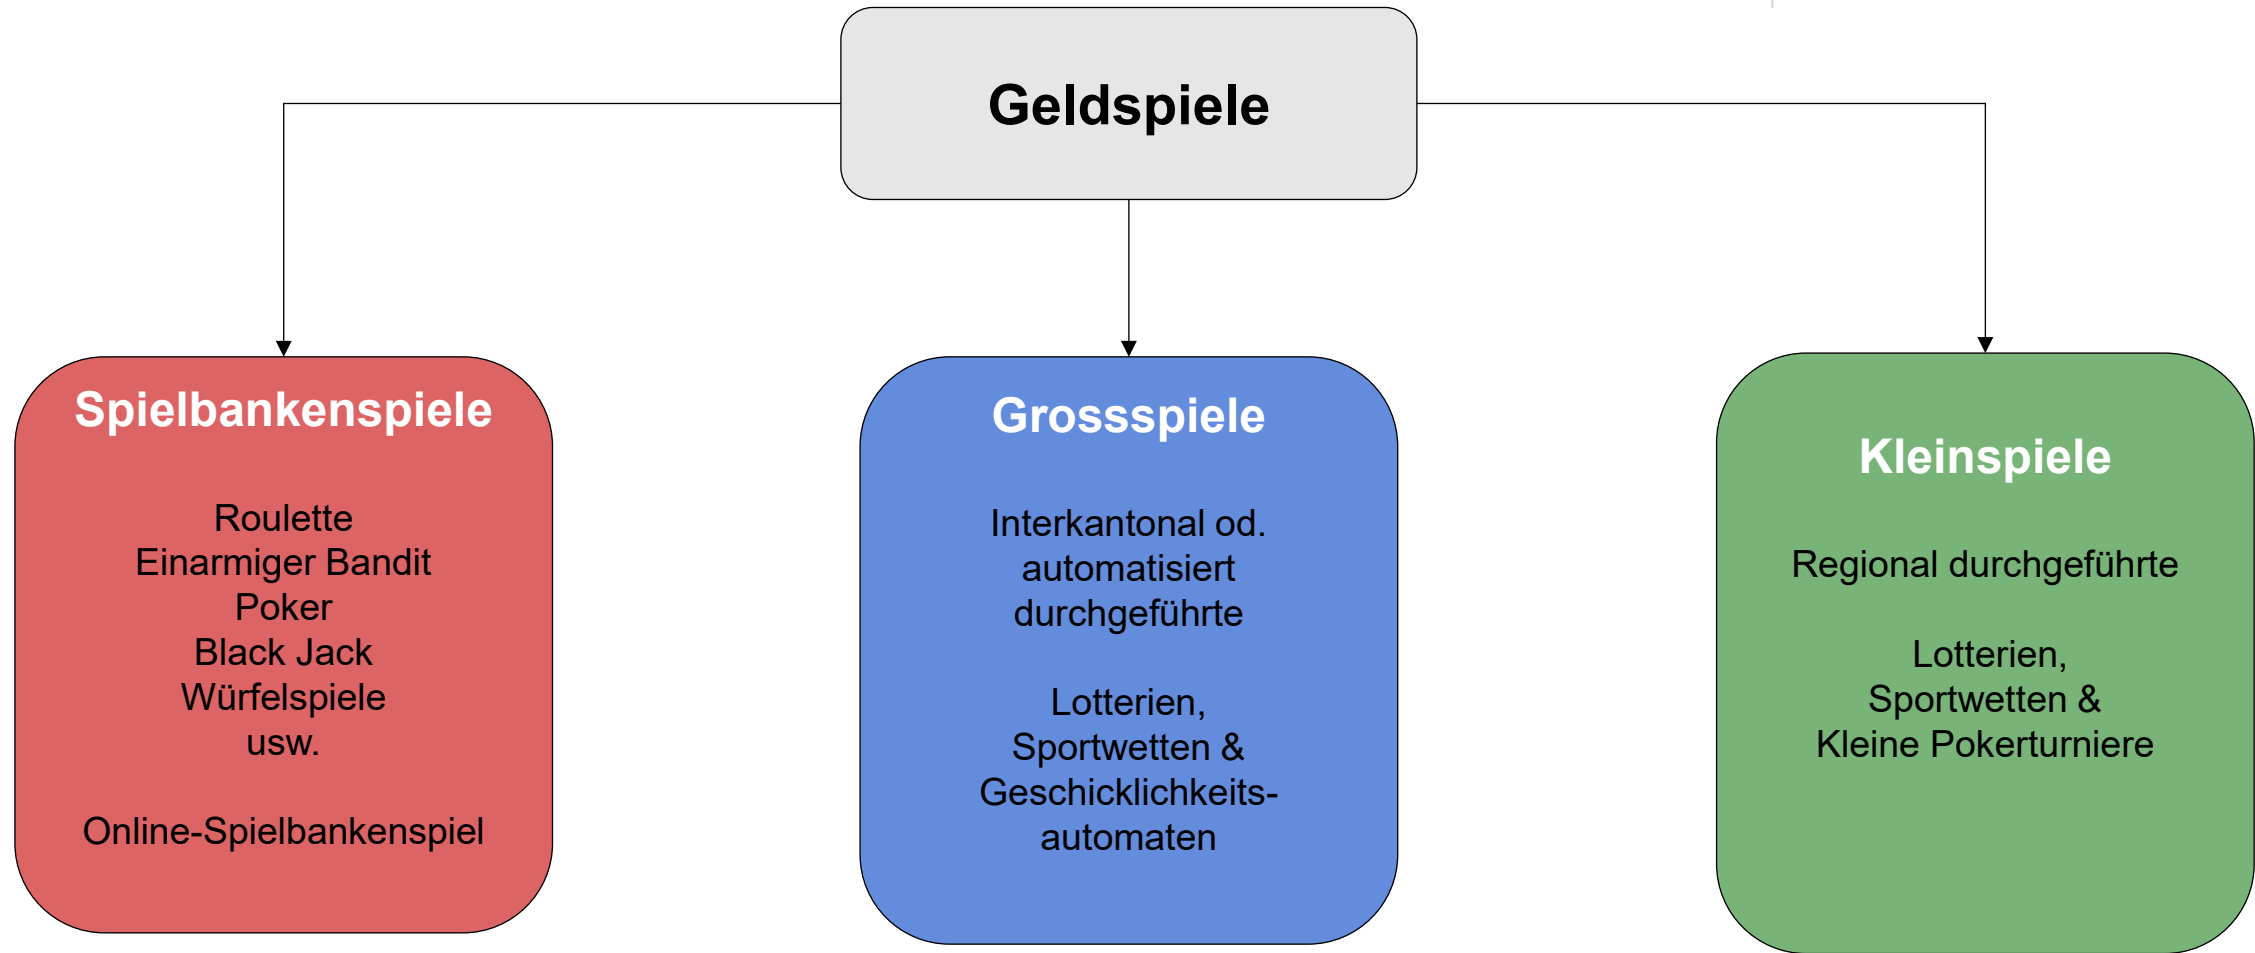 Geldspiele
Spielbankenspiele
Roulette
Einarmiger Bandit
Poker
Black Jack
Würfelspiele
usw.
Online-Spielbankenspiel
Grossspiele
Interkantonal od.
automatisiert
durchgeführte
Lotterien,
Sportwetten &
Geschicklichkeits-
automaten
Kleinspiele
Regional durchgeführte
Lotterien,
Sportwetten &
Kleine Pokerturniere